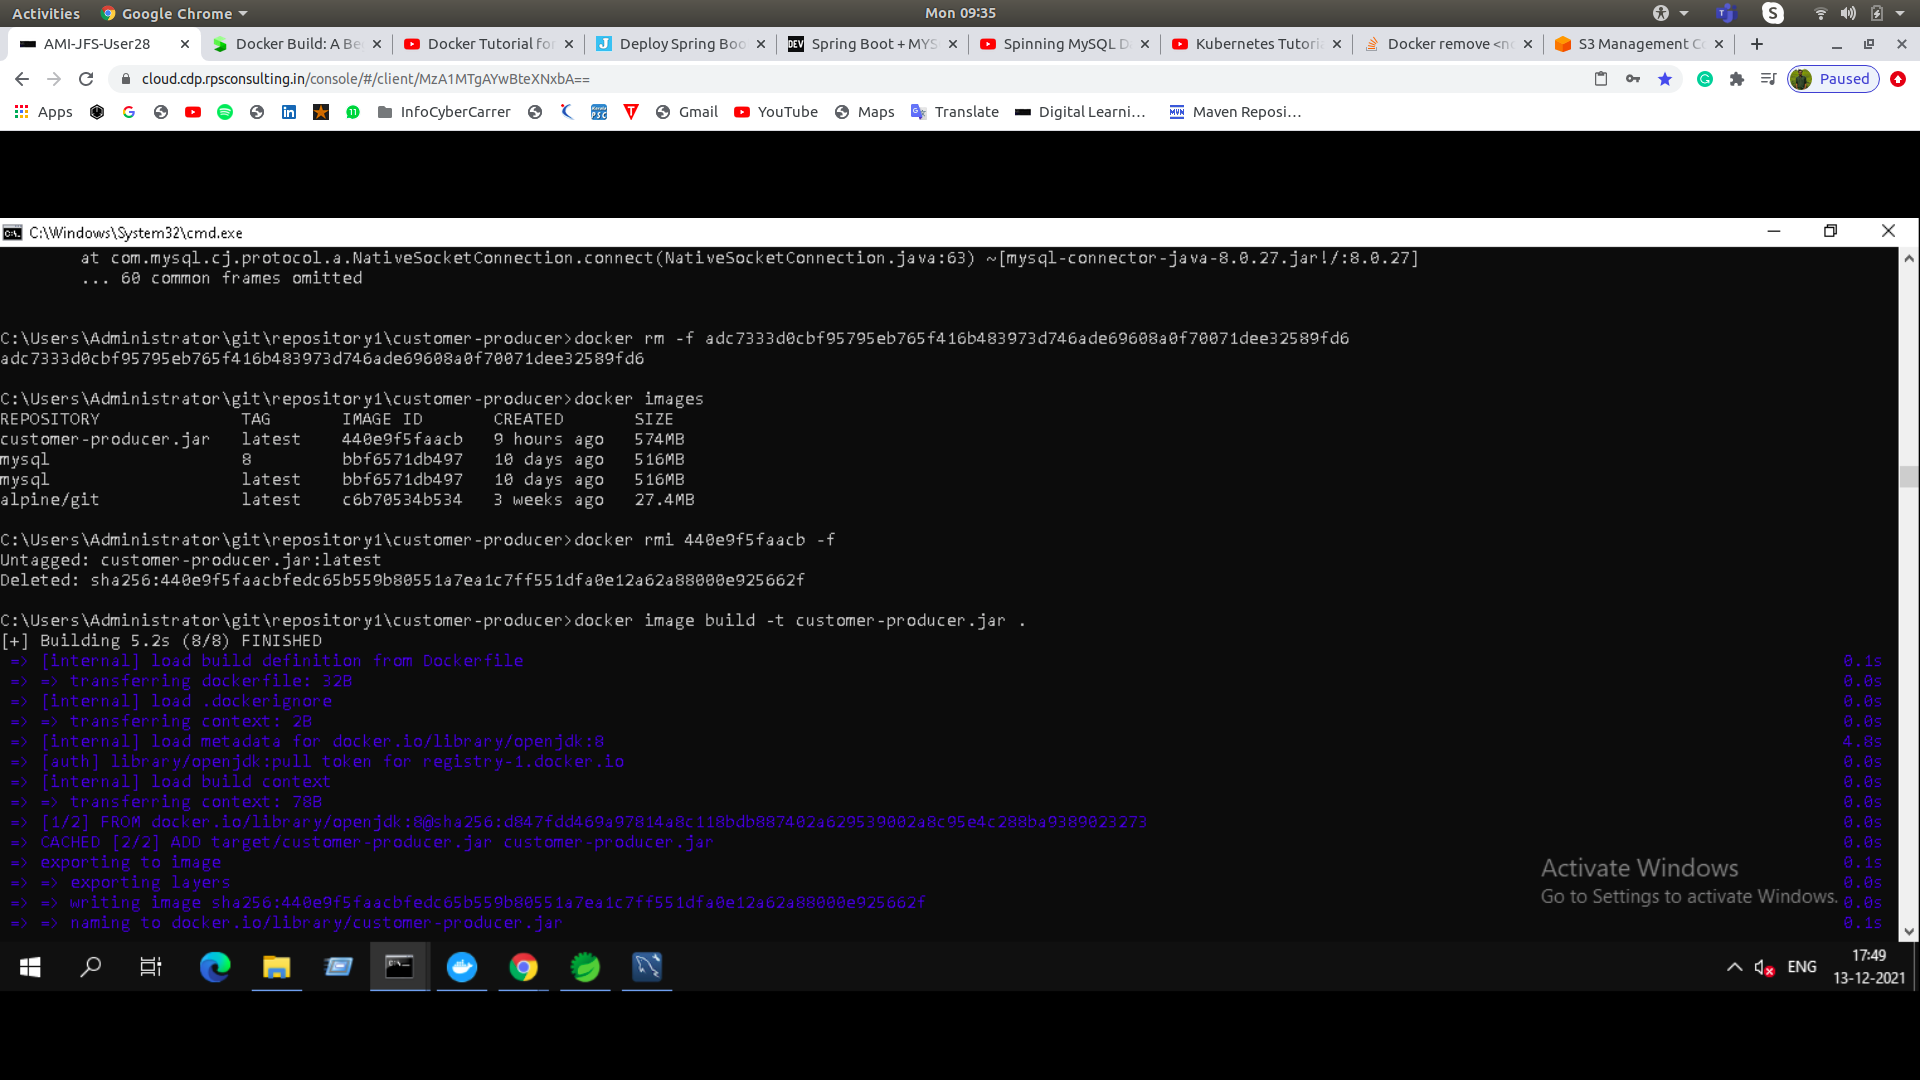 Activities Google Chrome Mon 09:35
AMI-JFS-User28 Docker Build: A Be Docker Tutorial for Deploy Spring Boo Spring Boot + MYS Spinning MySQL D Kubernetes Tutoria Docker remove <n S3 Management Co
cloud.cdp.rpsconsulting.in/console/#/client/MzA1MTgAYwBteXNxbA== Paused
Apps InfoCyberCarrer Gmail YouTube Maps Translate Digital Learni... Maven Reposi...
C:\Windows\System32\cmd.exe
at com.mysql.cj.protocol.a.NativeSocketConnection.connect(NativeSocketConnection.java:63) ~[mysql-connector-java-8.0.27.jar!/:8.0.27]
... 60 common frames omitted
C:\Users\Administrator\git\repository1\customer-producer>docker rm -f adc7333d0cbf95795eb765f416b483973d746ade69608a0f70071dee32589fd6
adc7333d0cbf95795eb765f416b483973d746ade69608a0f70071dee32589fd6
C:\Users\Administrator\git\repository1\customer-producer>docker images
REPOSITORY TAG IMAGE ID CREATED SIZE
customer-producer.jar latest 440e9f5faacb 9 hours ago 574MB
mysql 8 bbf6571db497 10 days ago 516MB
mysql latest bbf6571db497 10 days ago 516MB
alpine/git latest c6b70534b534 3 weeks ago 27.4MB
C:\Users\Administrator\git\repository1\customer-producer>docker rmi 440e9f5faacb -f
Untagged: customer-producer.jar:latest
Deleted: sha256:440e9f5faacbfedc65b559b80551a7ea1c7ff551dfa0e12a62a88000e925662f
C:\Users\Administrator\git\repository1\customer-producer>docker image build -t customer-producer.jar .
[+] Building 5.2s (8/8) FINISHED
=> [internal] load build definition from Dockerfile 0.1s
=> => transferring dockerfile: 32B 0.0s
=> [internal] load .dockerignore 0.0s
=> => transferring context: 2B 0.0s
=> [internal] load metadata for docker.io/library/openjdk:8 4.8s
=> [auth] library/openjdk:pull token for registry-1.docker.io 0.0s
=> [internal] load build context 0.0s
=> => transferring context: 78B 0.0s
=> [1/2] FROM docker.io/library/openjdk:8@sha256:d847fdd469a97814a8c118bdb887402a629539002a8c95e4c288ba9389023273 0.0s
=> CACHED [2/2] ADD target/customer-producer.jar customer-producer.jar 0.0s
=> exporting to image 0.1s
=> => exporting layers 0.0s
=> => writing image sha256:440e9f5faacbfedc65b559b80551a7ea1c7ff551dfa0e12a62a88000e925662f 0.0s
=> => naming to docker.io/library/customer-producer.jar 0.1s
Activate Windows
Go to Settings to activate Windows.
ENG 17:49
13-12-2021